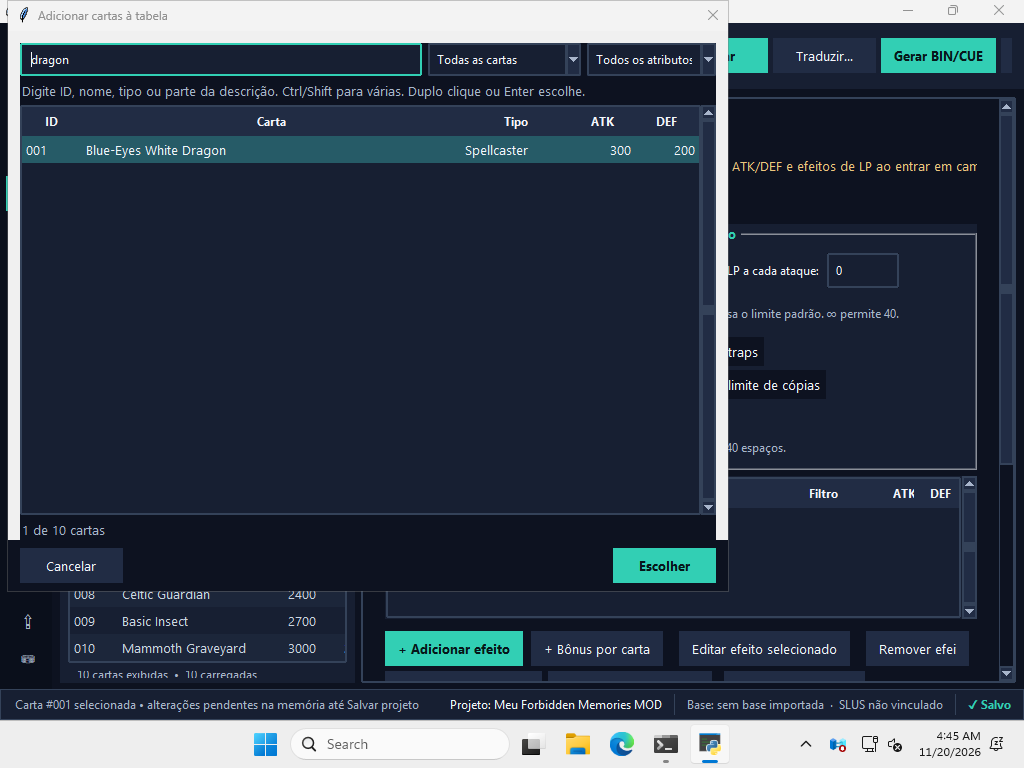 Adicionar cartas à tabela
dragon
Todas as cartas
Todos os atributos
Traduzir...
Gerar BIN/CUE
Digite ID, nome, tipo ou parte da descrição. Ctrl/Shift para várias. Duplo clique ou Enter escolhe.
ID Carta Tipo ATK DEF
001 Blue-Eyes White Dragon Spellcaster 300 200
ATK/DEF e efeitos de LP ao entrar em cam
LP a cada ataque: 0
sa o limite padrão. ∞ permite 40.
traps
limite de cópias
40 espaços.
Filtro ATK DEF
1 de 10 cartas
Cancelar
Escolher
008 Celtic Guardian 2400
009 Basic Insect 2700
010 Mammoth Graveyard 3000
10 cartas exibidas • 10 carregadas
+ Adicionar efeito
+ Bônus por carta
Editar efeito selecionado
Remover efei
Carta #001 selecionada • alterações pendentes na memória até Salvar projeto
Projeto: Meu Forbidden Memories MOD
Base: sem base importada · SLUS não vinculado
✓ Salvo
Search
4:45 AM
11/20/2026